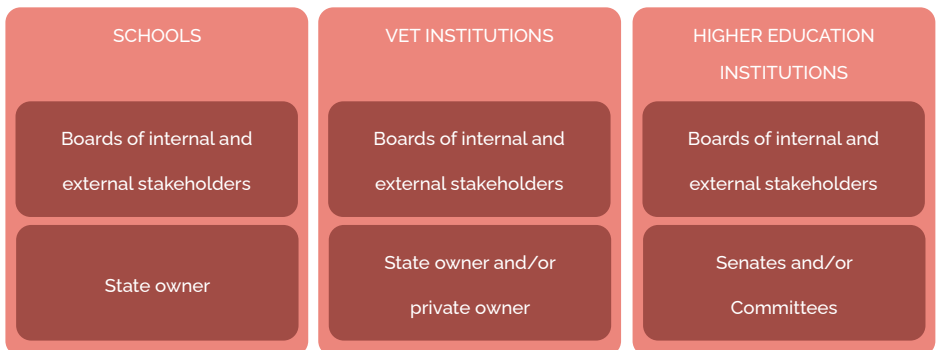 SCHOOLS
Boards of internal and
external stakeholders
State owner
VET INSTITUTIONS
Boards of internal and
external stakeholders
State owner and/or
private owner
HIGHER EDUCATION
INSTITUTIONS
Boards of internal and
external stakeholders
Senates and/or
Committees